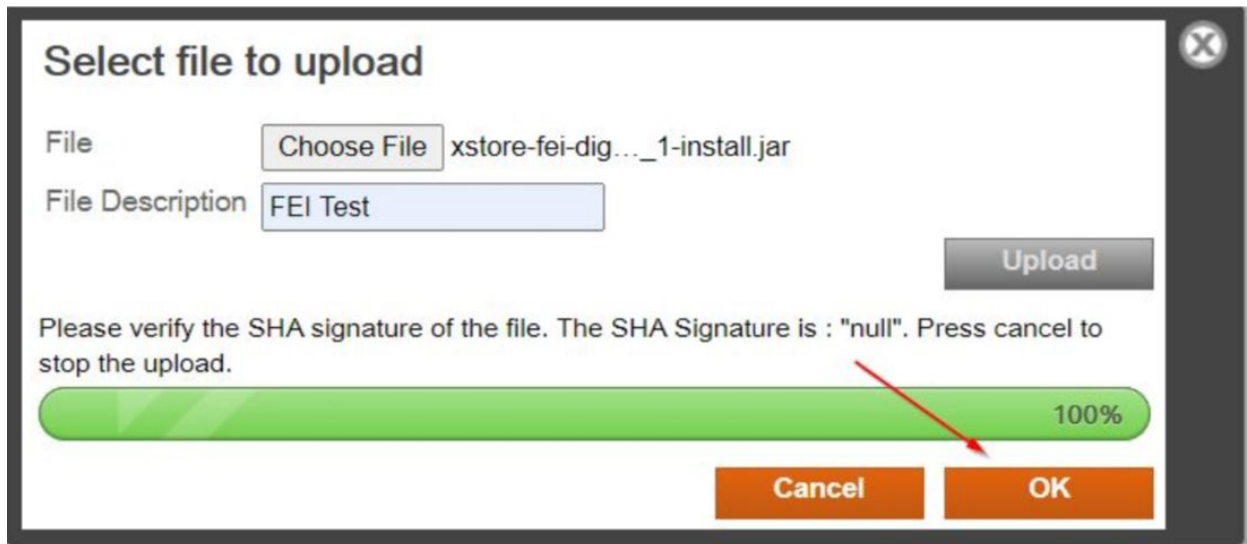 Select file to upload
File Choose File xstore-fei-dig…_1-install.jar
File Description FEI Test
Upload
Please verify the SHA signature of the file. The SHA Signature is : "null". Press cancel to
stop the upload.
100%
Cancel OK